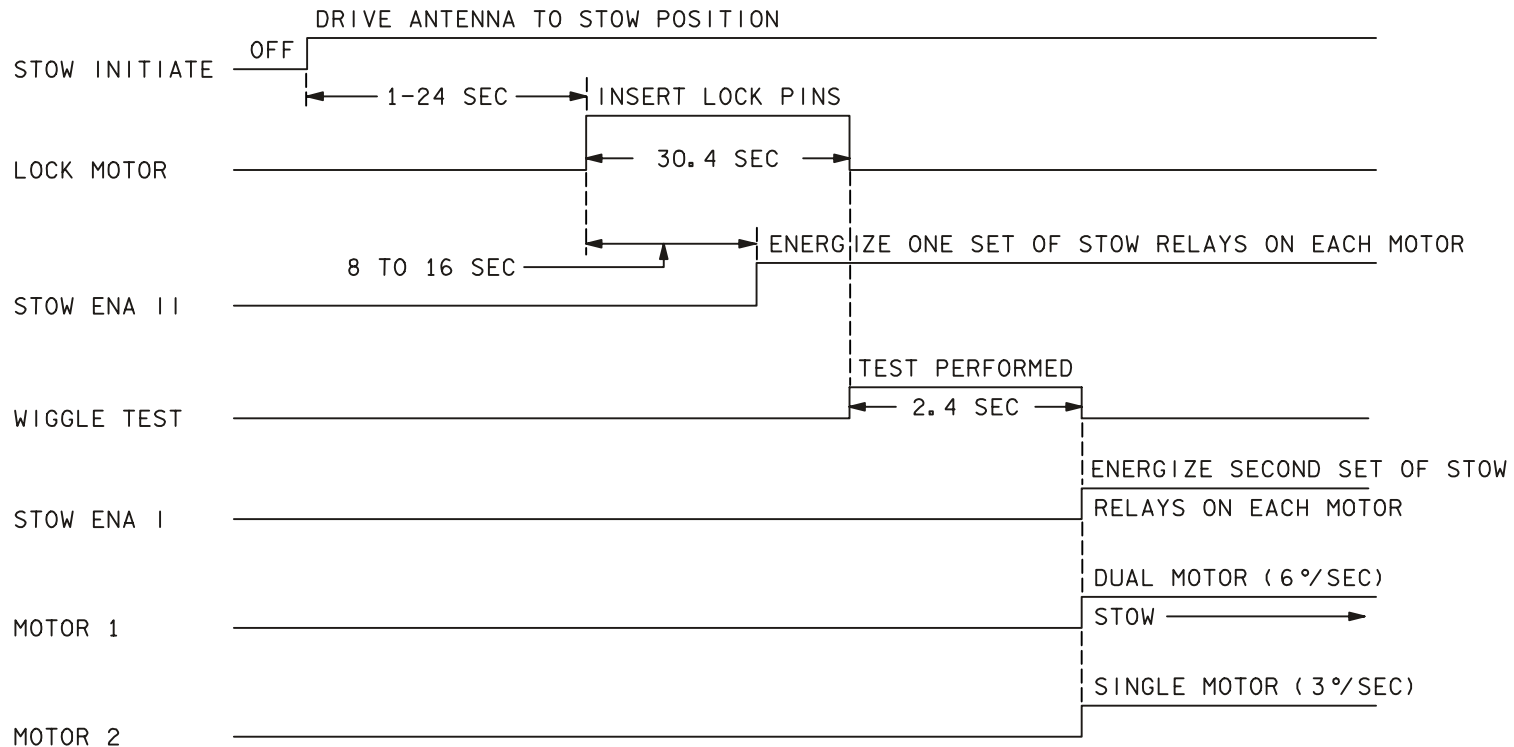 DRIVE ANTENNA TO STOW POSITION
OFF
STOW INITIATE
1-24 SEC
INSERT LOCK PINS
30.4 SEC
LOCK MOTOR
ENERGIZE ONE SET OF STOW RELAYS ON EACH MOTOR
8 TO 16 SEC
STOW ENA II
TEST PERFORMED
2.4 SEC
WIGGLE TEST
ENERGIZE SECOND SET OF STOW
RELAYS ON EACH MOTOR
STOW ENA I
DUAL MOTOR (6°/SEC)
STOW
MOTOR 1
SINGLE MOTOR (3°/SEC)
MOTOR 2